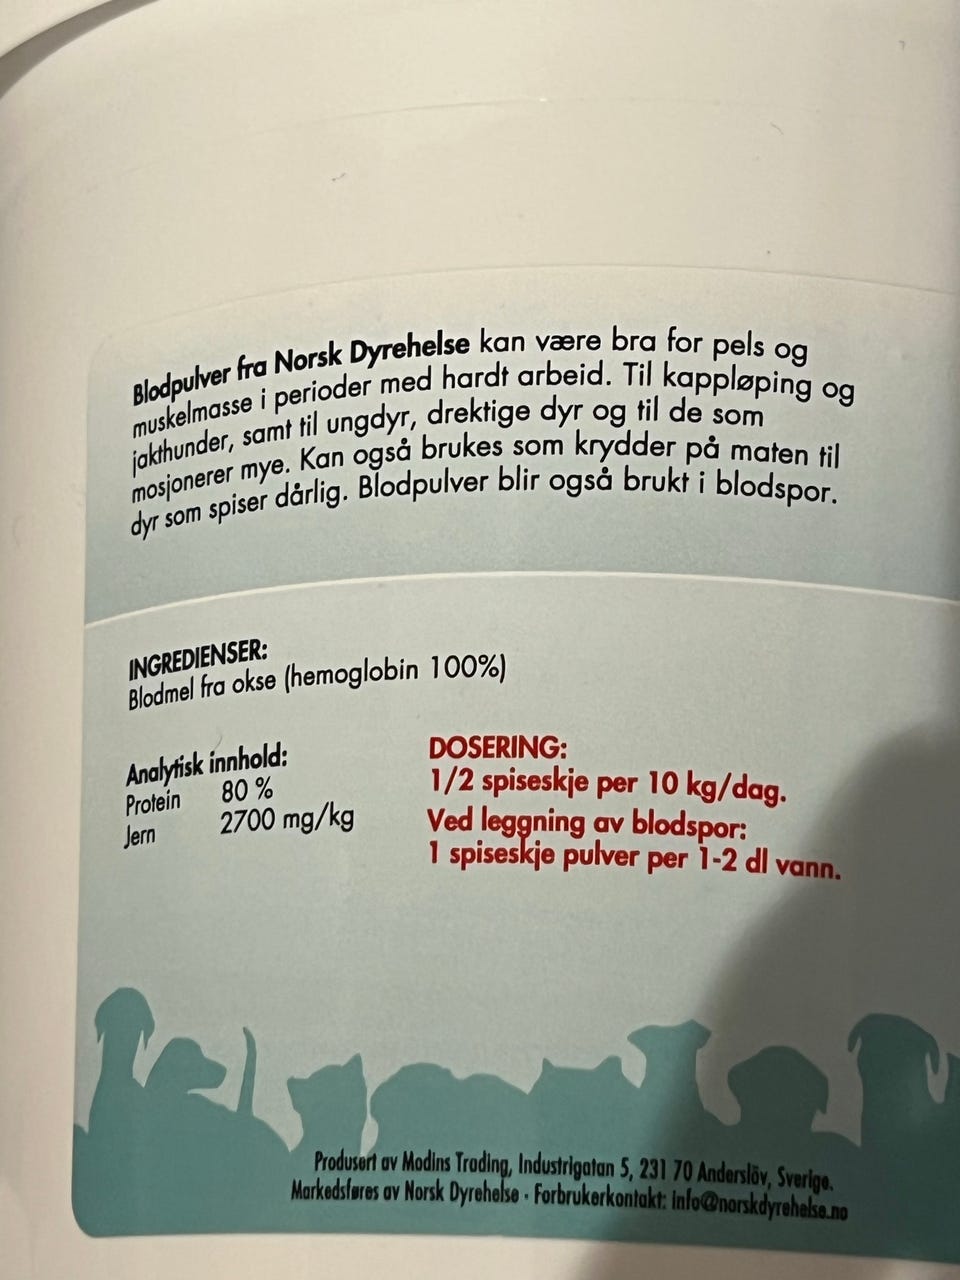 Blodpulver fra Norsk Dyrehelse kan være bra for pels og
muskelmasse i perioder med hardt arbeid. Til kappløping og
jakthunder, samt til ungdyr, drektige dyr og til de som
mosjonerer mye. Kan også brukes som krydder på maten til
dyr som spiser dårlig. Blodpulver blir også brukt i blodspor.
INGREDIENSER:
Blodmel fra okse (hemoglobin 100%)
Analytisk innhold:
Protein 80 %
Jern 2700 mg/kg
DOSERING:
1/2 spiseskje per 10 kg/dag.
Ved leggning av blodspor:
1 spiseskje pulver per 1-2 dl vann.
Produsert av Modins Trading, Industrigatan 5, 231 70 Anderslöv, Sverige.
Markedsføres av Norsk Dyrehelse · Forbrukerkontakt: info@norskdyrehelse.no